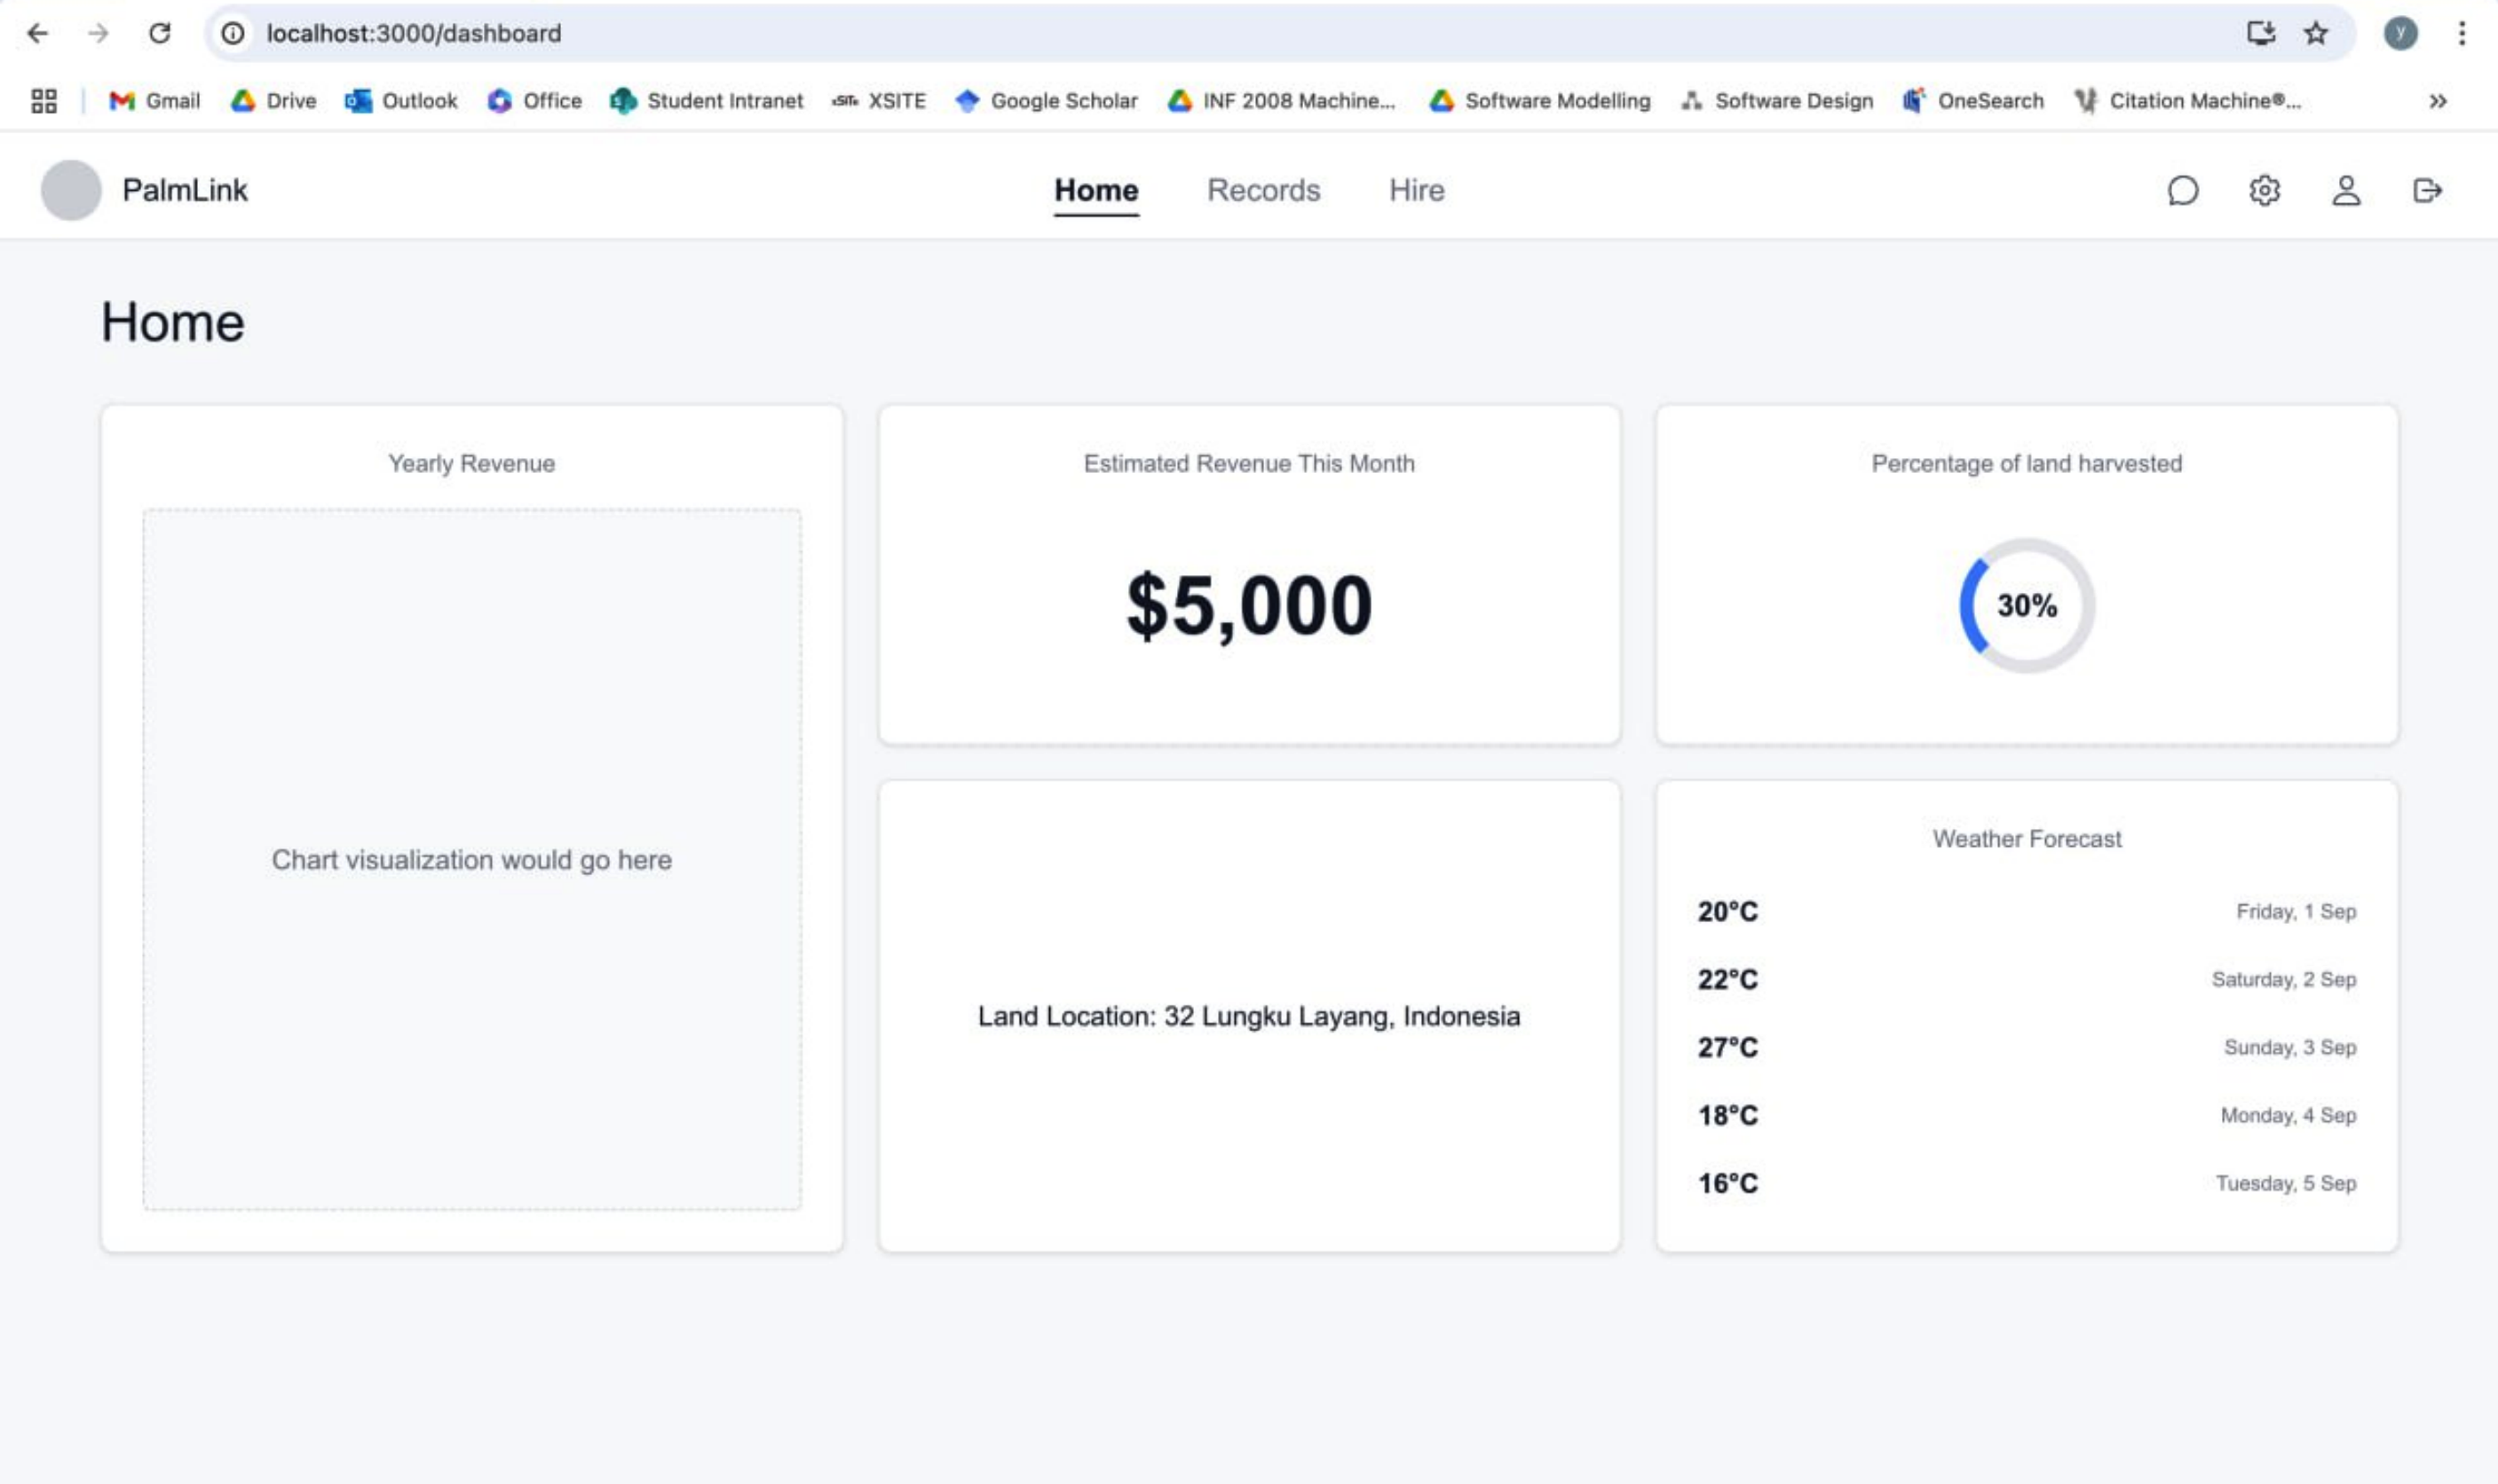 localhost:3000/dashboard
y
Gmail
Drive
Outlook
Office
Student Intranet
XSITE
Google Scholar
INF 2008 Machine...
Software Modelling
Software Design
OneSearch
Citation Machine®...
PalmLink
Home
Records
Hire
Home
Yearly Revenue
Chart visualization would go here
Estimated Revenue This Month
$5,000
Percentage of land harvested
30%
Land Location: 32 Lungku Layang, Indonesia
Weather Forecast
20°C Friday, 1 Sep
22°C Saturday, 2 Sep
27°C Sunday, 3 Sep
18°C Monday, 4 Sep
16°C Tuesday, 5 Sep